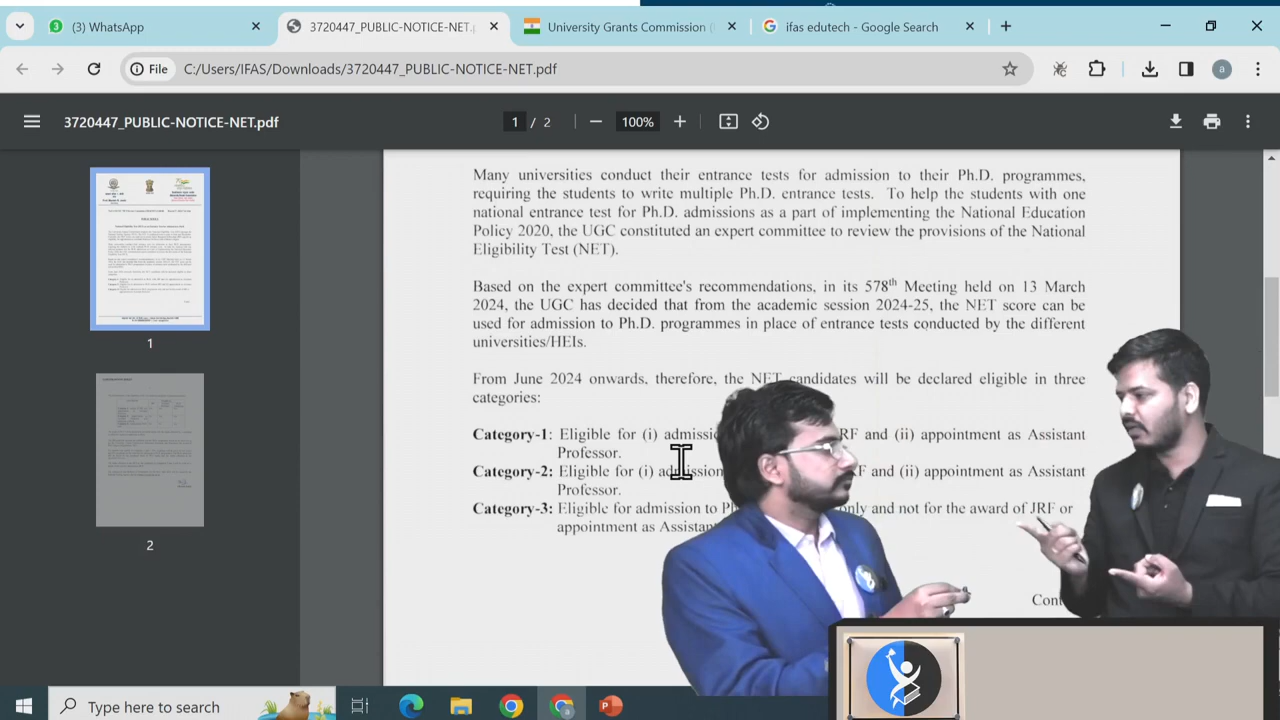 (3) WhatsApp
3720447_PUBLIC-NOTICE-NET.p
University Grants Commission (
ifas edutech - Google Search
File
C:/Users/IFAS/Downloads/3720447_PUBLIC-NOTICE-NET.pdf
a
3720447_PUBLIC-NOTICE-NET.pdf
1 / 2
100%
Many universities conduct their entrance tests for admission to their Ph.D. programmes,
requiring the students to write multiple Ph.D. entrance tests. To help the students with one
national entrance test for Ph.D. admissions as a part of implementing the National Education
Policy 2020, the UGC constituted an expert committee to review the provisions of the National
Eligibility Test (NET).
Based on the expert committee's recommendations, in its 578th Meeting held on 13 March
2024, the UGC has decided that from the academic session 2024-25, the NET score can be
used for admission to Ph.D. programmes in place of entrance tests conducted by the different
universities/HEIs.
From June 2024 onwards, therefore, the NET candidates will be declared eligible in three
categories:
Category-1: Eligible for (i) admissi RF and (ii) appointment as Assistant
Professor.
Category-2: Eligible for (i) admission F and (ii) appointment as Assistant
Professor.
Category-3: Eligible for admission to Ph only and not for the award of JRF or
appointment as Assistan
Cont
1
2
Type here to search